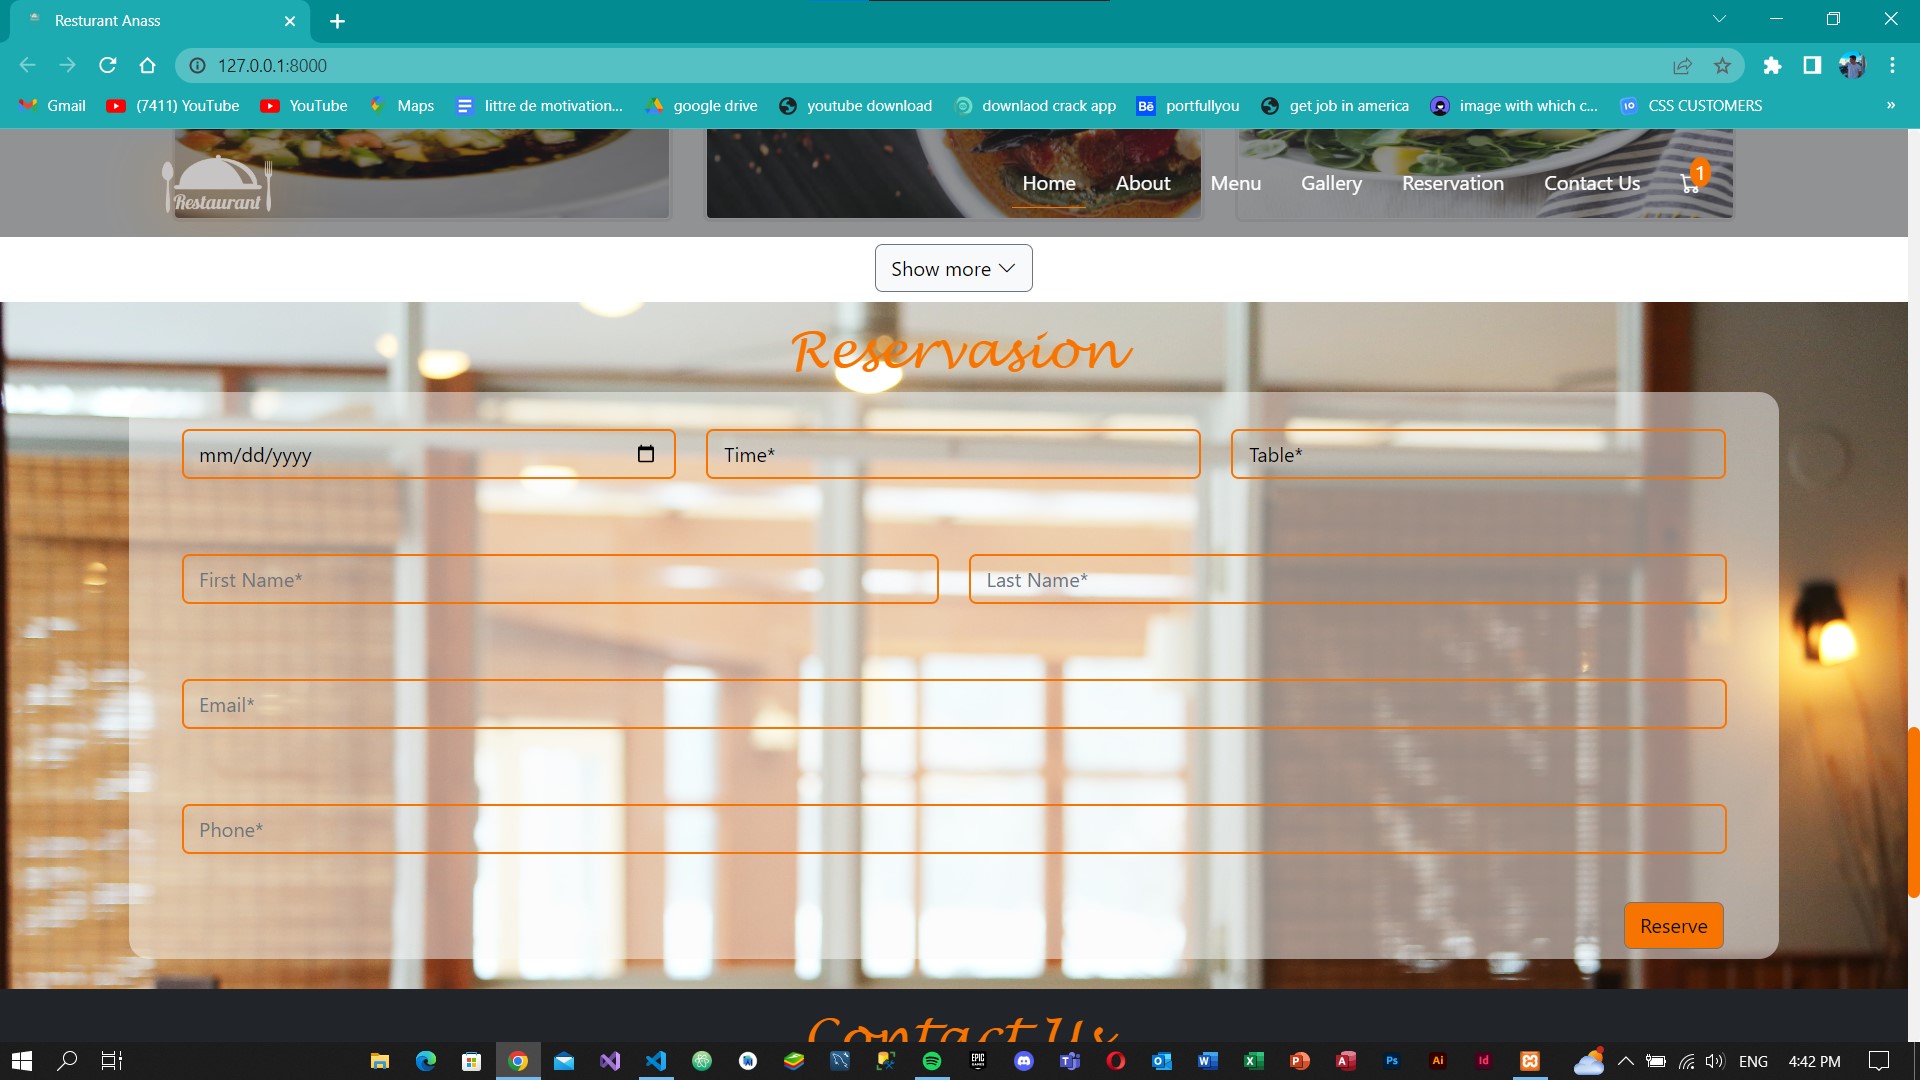 Resturant Anass
127.0.0.1:8000
Gmail (7411) YouTube YouTube Maps littre de motivation... google drive youtube download downlaod crack app Bē portfullyou get job in america image with which c... CSS CUSTOMERS »
Restaurant
Home About Menu Gallery Reservation Contact Us 1
Show more
Reservasion
mm/dd/yyyy Time* Table*
First Name* Last Name*
Email*
Phone*
Reserve
Contact Us
ENG 4:42 PM